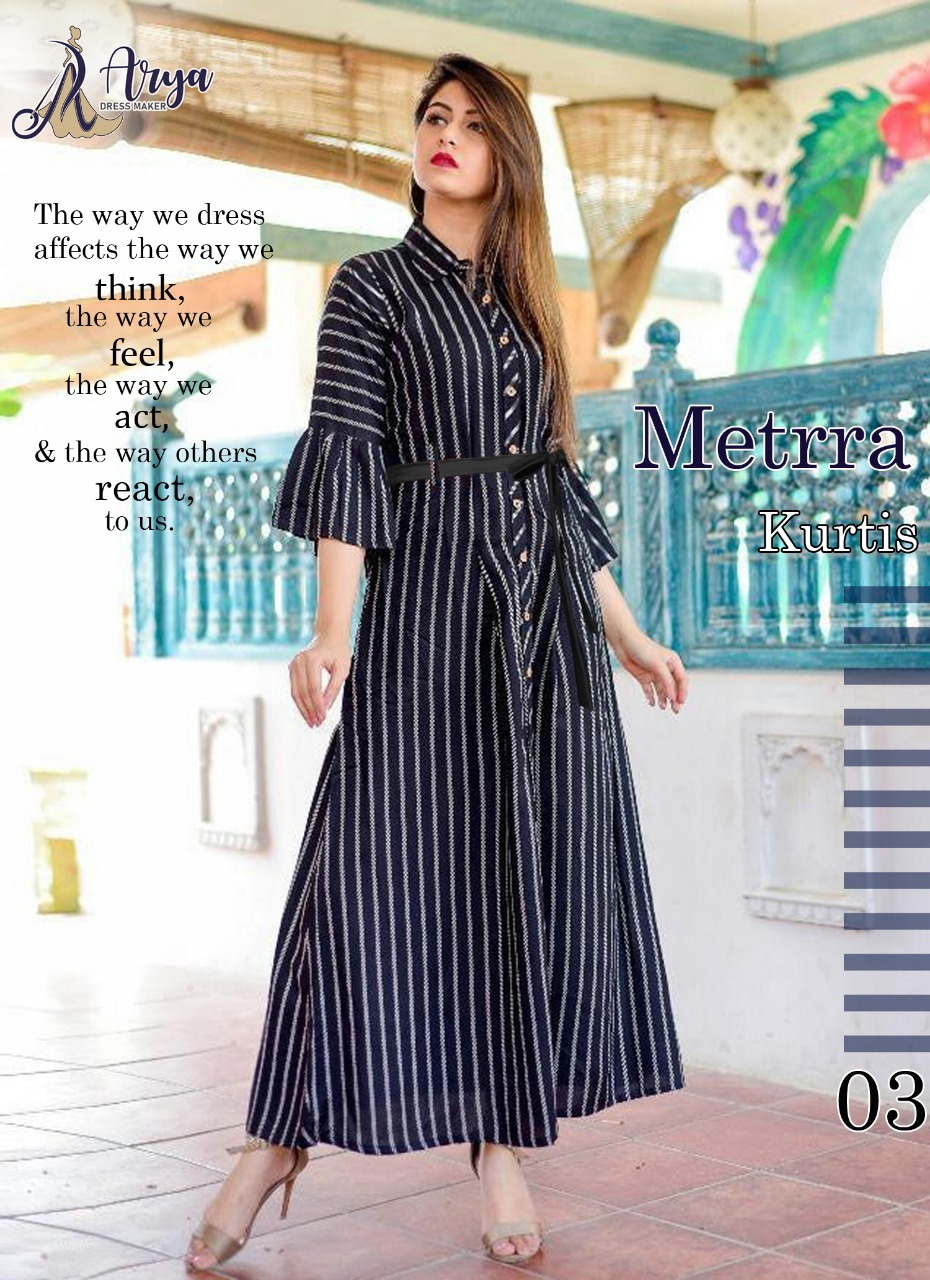 Arya
DRESS MAKER
The way we dress
affects the way we
think,
the way we
feel,
the way we
act,
& the way others
react,
to us.
Metrra
Kurtis
03